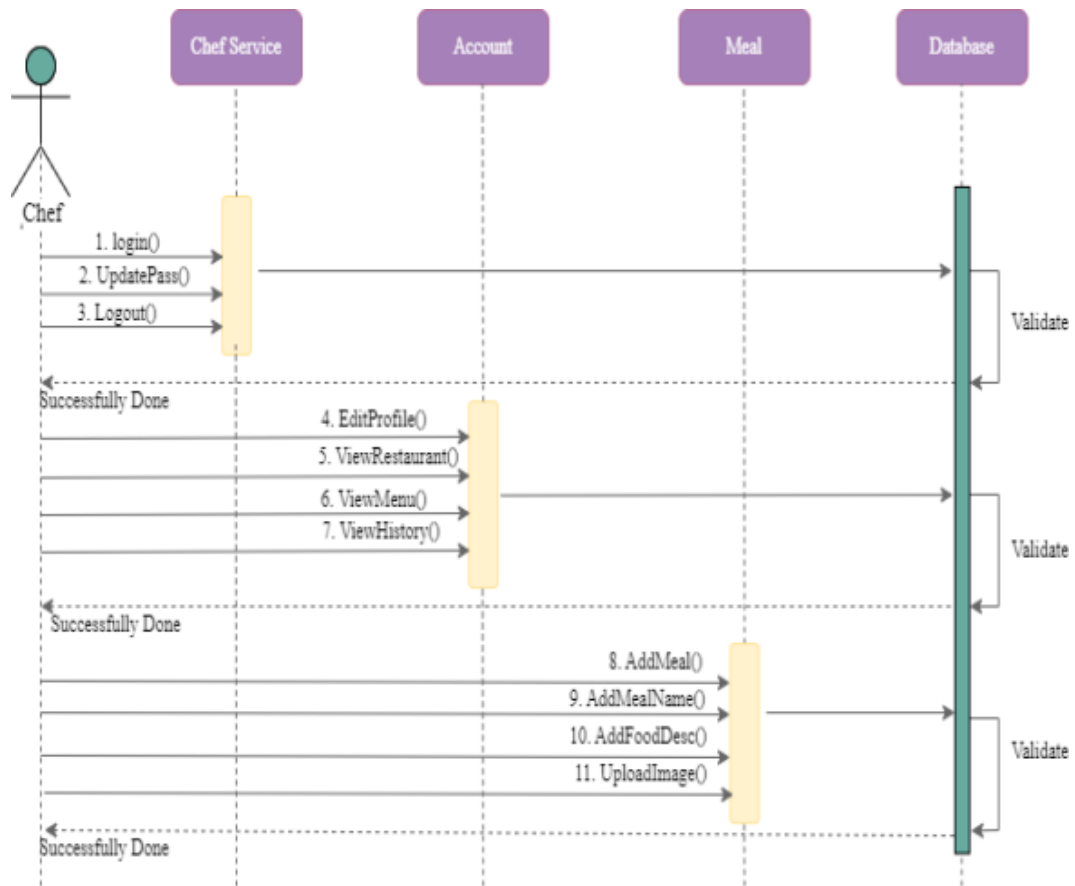 Chef Service
Account
Meal
Database
Chef
1. login()
2. UpdatePass()
3. Logout()
Validate
Successfully Done
4. EditProfile()
5. ViewRestaurant()
6. ViewMenu()
7. ViewHistory()
Validate
Successfully Done
8. AddMeal()
9. AddMealName()
10. AddFoodDesc()
11. UploadImage()
Validate
Successfully Done